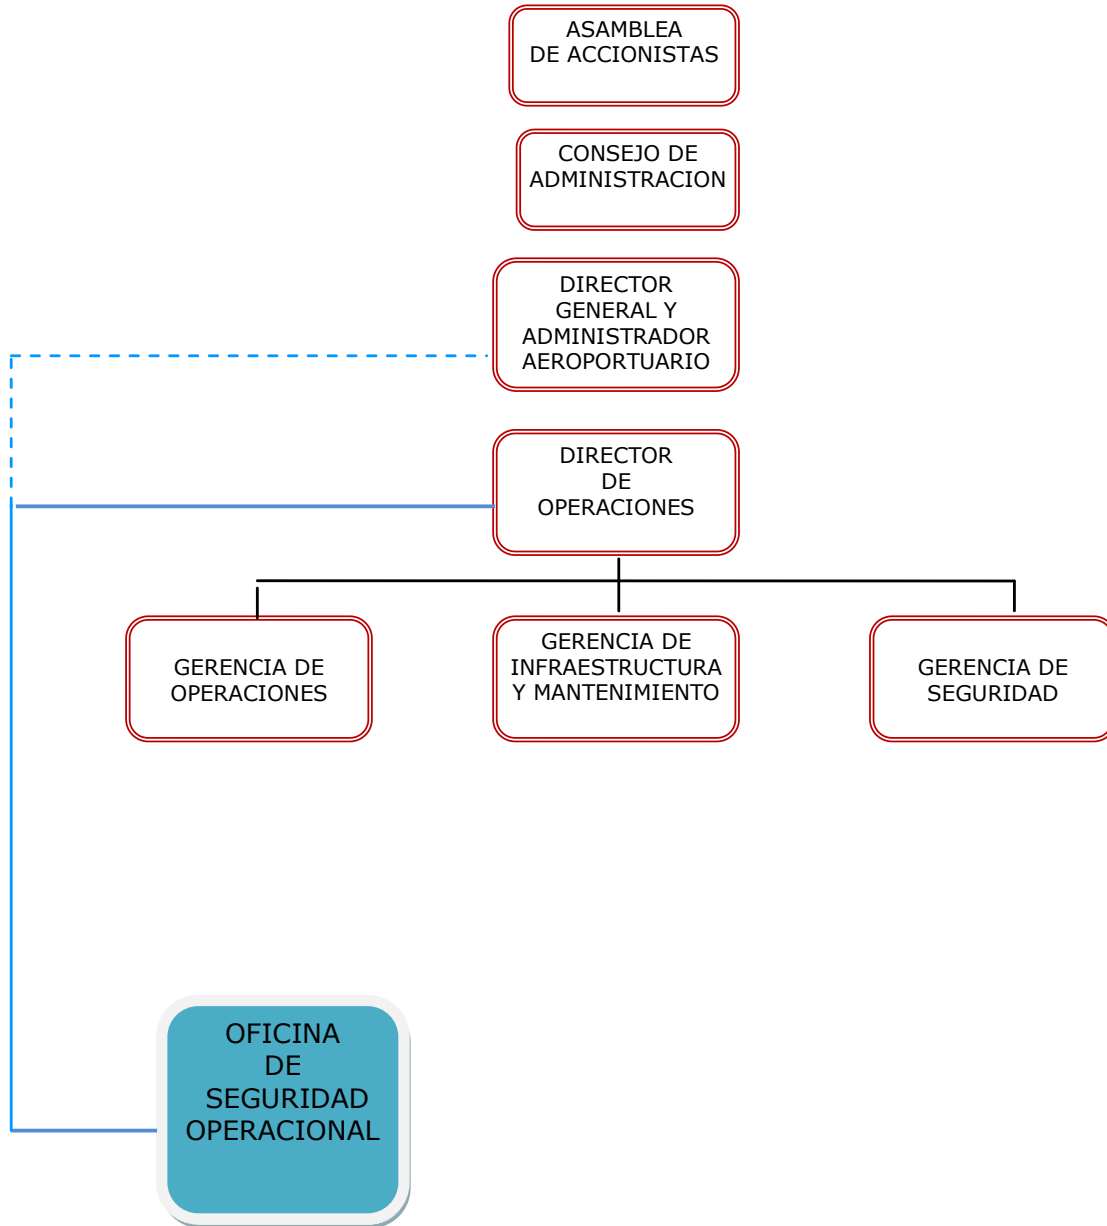 ASAMBLEA
DE ACCIONISTAS
CONSEJO DE
ADMINISTRACION
DIRECTOR
GENERAL Y
ADMINISTRADOR
AEROPORTUARIO
DIRECTOR
DE
OPERACIONES
GERENCIA DE
OPERACIONES
GERENCIA DE
INFRAESTRUCTURA
Y MANTENIMIENTO
GERENCIA DE
SEGURIDAD
OFICINA
DE
SEGURIDAD
OPERACIONAL